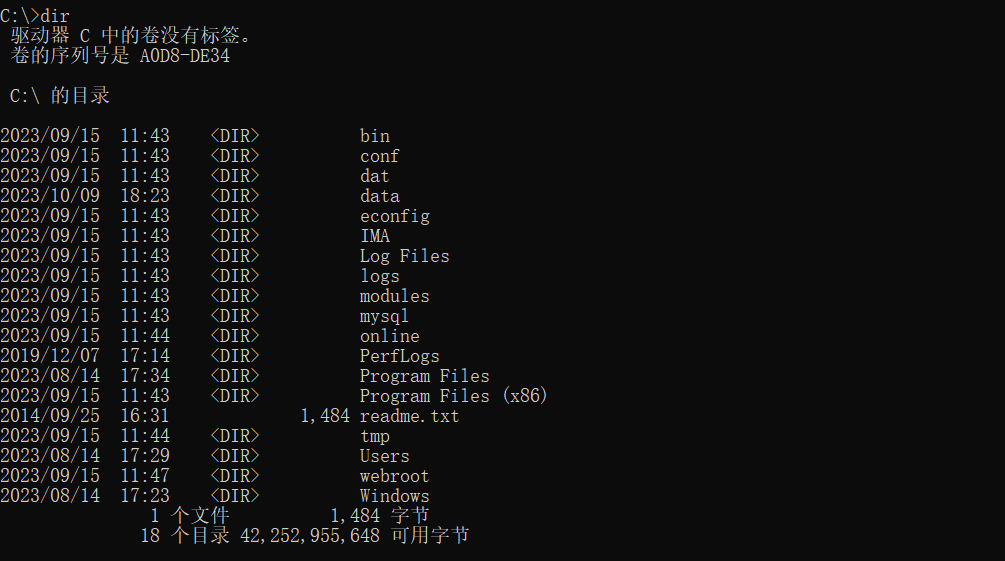 C:\>dir
驱动器 C 中的卷没有标签。
卷的序列号是 A0D8-DE34
C:\ 的目录
2023/09/15  11:43    <DIR>          bin
2023/09/15  11:43    <DIR>          conf
2023/09/15  11:43    <DIR>          dat
2023/10/09  18:23    <DIR>          data
2023/09/15  11:43    <DIR>          econfig
2023/09/15  11:43    <DIR>          IMA
2023/09/15  11:43    <DIR>          Log Files
2023/09/15  11:43    <DIR>          logs
2023/09/15  11:43    <DIR>          modules
2023/09/15  11:43    <DIR>          mysql
2023/09/15  11:44    <DIR>          online
2019/12/07  17:14    <DIR>          PerfLogs
2023/08/14  17:34    <DIR>          Program Files
2023/09/15  11:43    <DIR>          Program Files (x86)
2014/09/25  16:31             1,484 readme.txt
2023/09/15  11:44    <DIR>          tmp
2023/08/14  17:29    <DIR>          Users
2023/09/15  11:47    <DIR>          webroot
2023/08/14  17:23    <DIR>          Windows
1 个文件          1,484 字节
18 个目录 42,252,955,648 可用字节